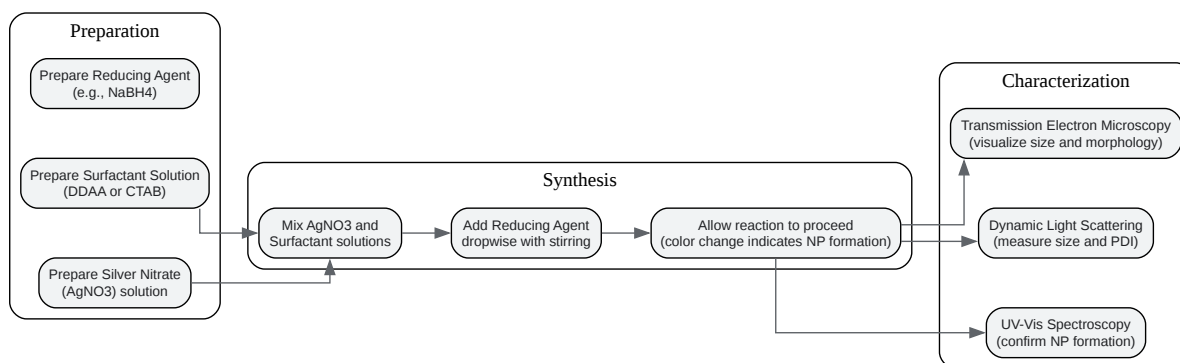 Preparation
Prepare Reducing Agent
(e.g., NaBH4)
Prepare Surfactant Solution
(DDAA or CTAB)
Prepare Silver Nitrate
(AgNO3) solution
Synthesis
Mix AgNO3 and
Surfactant solutions
Add Reducing Agent
dropwise with stirring
Allow reaction to proceed
(color change indicates NP formation)
Characterization
Transmission Electron Microscopy
(visualize size and morphology)
Dynamic Light Scattering
(measure size and PDI)
UV-Vis Spectroscopy
(confirm NP formation)